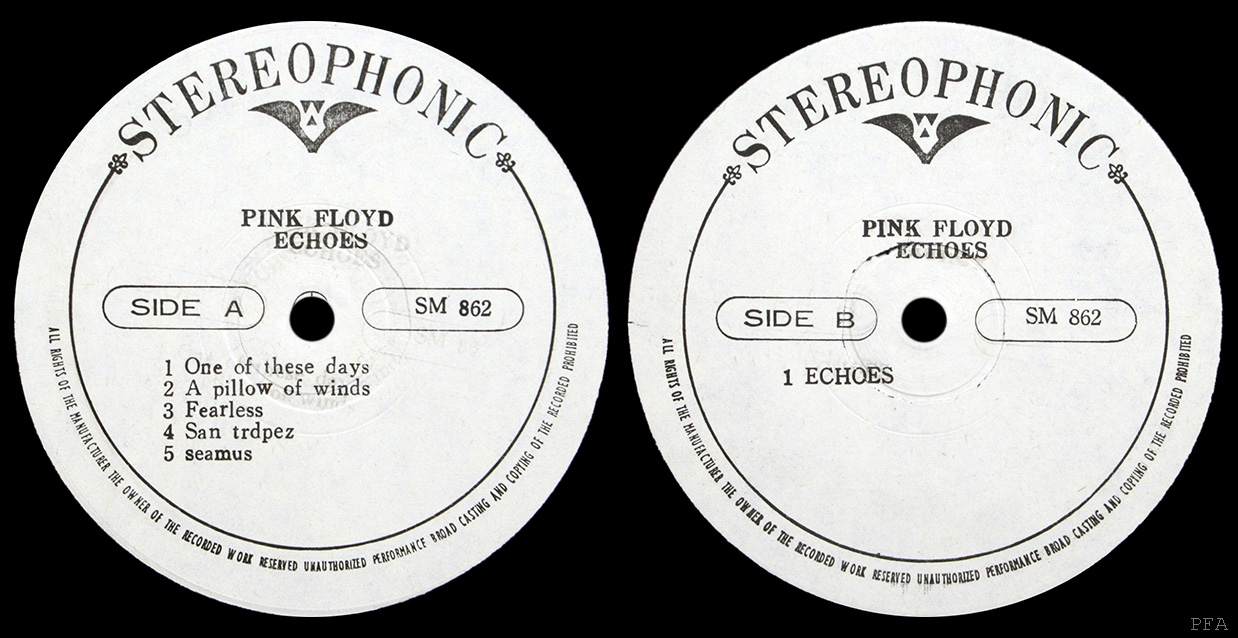 STEREOPHONIC
PINK FLOYD
ECHOES
SIDE A
SM 862
1 One of these days
2 A pillow of winds
3 Fearless
4 San trdpez
5 seamus
ALL RIGHTS OF THE MANUFACTURER THE OWNER OF THE RECORDED WORK RESERVED UNAUTHORIZED PERFORMANCE BROAD CASTING AND COPYING OF THE RECORDED PROHIBITED
STEREOPHONIC
PINK FLOYD
ECHOES
SIDE B
SM 862
1 ECHOES
ALL RIGHTS OF THE MANUFACTURER THE OWNER OF THE RECORDED WORK RESERVED UNAUTHORIZED PERFORMANCE BROAD CASTING AND COPYING OF THE RECORDED PROHIBITED
PFA